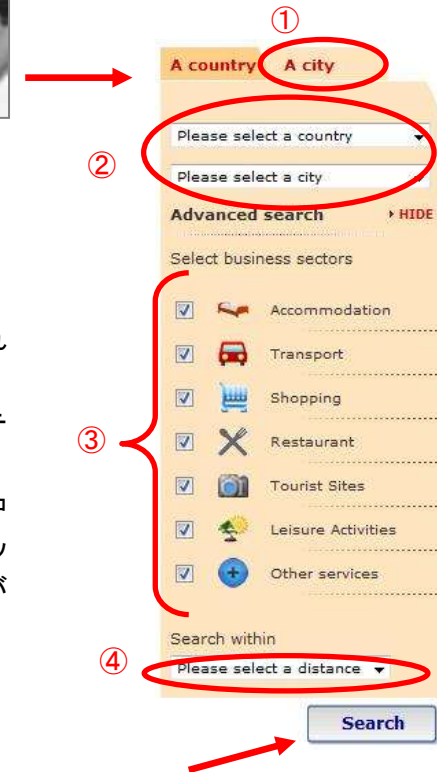 ①
A country A city
②
Please select a country
Please select a city
Advanced search HIDE
Select business sectors
③
Accommodation
Transport
Shopping
Restaurant
Tourist Sites
Leisure Activities
+ Other services
Search within
④
Please select a distance
Search